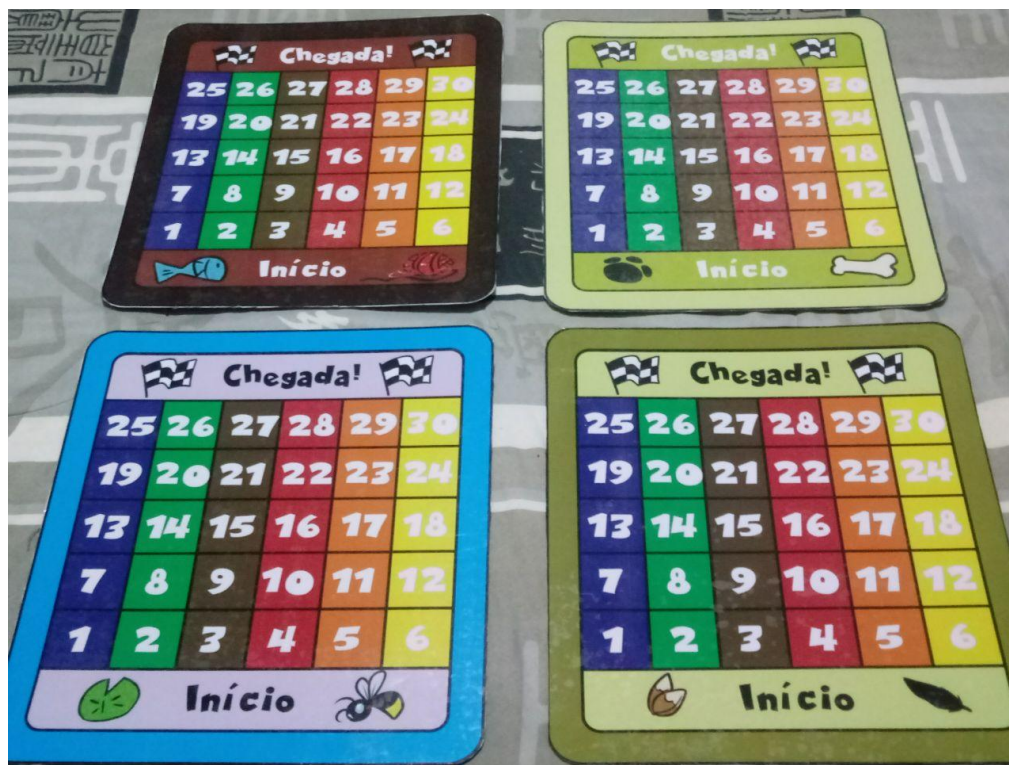 Chegada!
25 26 27 28 29 30
19 20 21 22 23 24
13 14 15 16 17 18
7 8 9 10 11 12
1 2 3 4 5 6
Início
Chegada!
25 26 27 28 29 30
19 20 21 22 23 24
13 14 15 16 17 18
7 8 9 10 11 12
1 2 3 4 5 6
Início
Chegada!
25 26 27 28 29 30
19 20 21 22 23 24
13 14 15 16 17 18
7 8 9 10 11 12
1 2 3 4 5 6
Início
Chegada!
25 26 27 28 29 30
19 20 21 22 23 24
13 14 15 16 17 18
7 8 9 10 11 12
1 2 3 4 5 6
Início